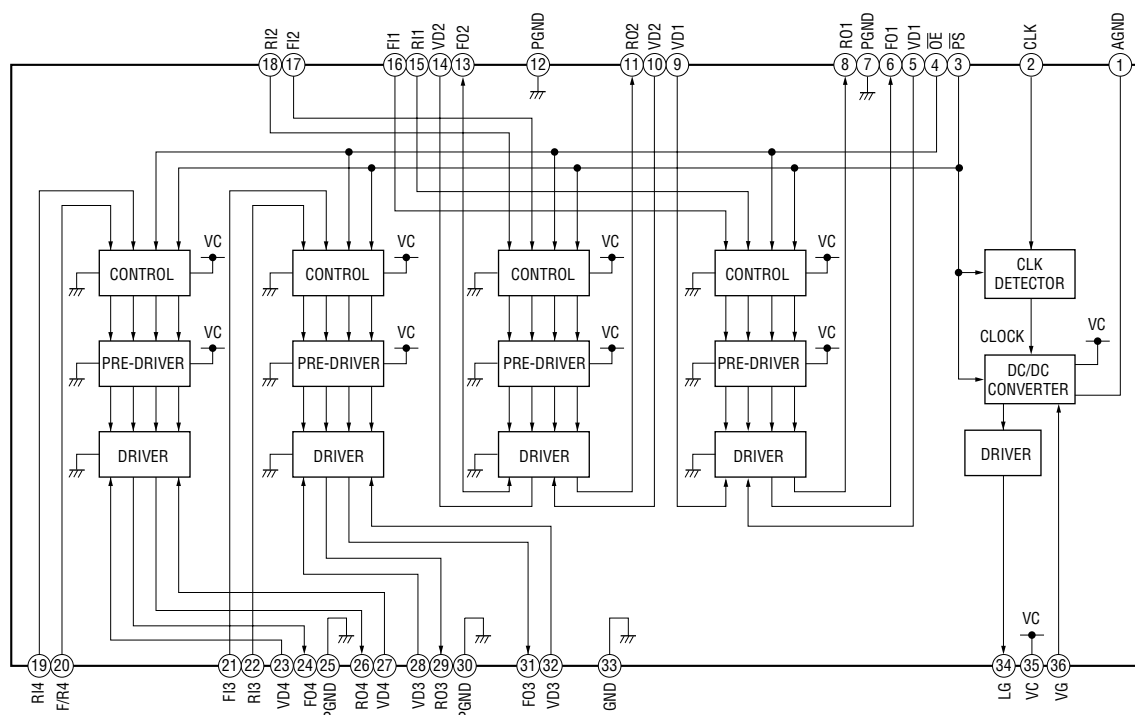 RI2
FI2
FI1
RI1
VD2
FO2
PGND
RO2
VD2
VD1
RO1
PGND
FO1
VD1
OE
PS
CLK
AGND
18 17 16 15 14 13 12 11 10 9 8 7 6 5 4 3 2 1
VC VC VC VC
CONTROL CONTROL CONTROL CONTROL
CLK
DETECTOR
VC VC VC VC
CLOCK
VC
PRE-DRIVER PRE-DRIVER PRE-DRIVER PRE-DRIVER
DC/DC
CONVERTER
DRIVER DRIVER DRIVER DRIVER
DRIVER
VC
19 20 21 22 23 24 25 26 27 28 29 30 31 32 33 34 35 36
RI4
F/R4
FI3
RI3
VD4
FO4
PGND
RO4
VD4
VD3
RO3
PGND
FO3
VD3
GND
LG
VC
VG